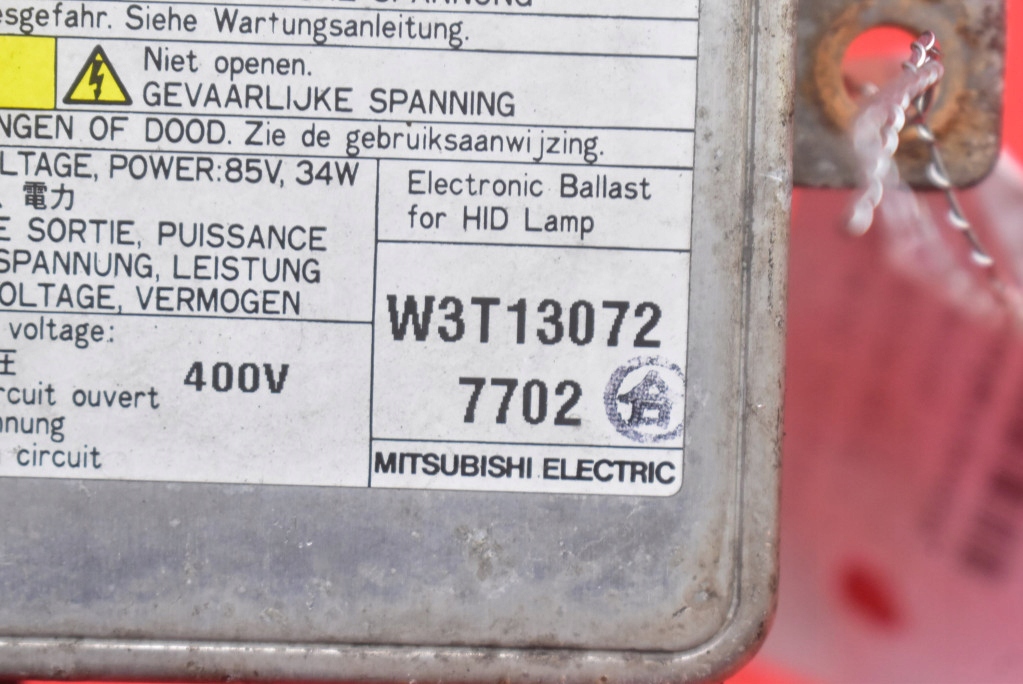 SPANNUNG
esgefahr. Siehe Wartungsanleitung.
Niet openen.
GEVAARLIJKE SPANNING
NGEN OF DOOD. Zie de gebruiksaanwijzing.
LTAGE, POWER:85V, 34W
、電力
E SORTIE, PUISSANCE
SPANNUNG, LEISTUNG
OLTAGE, VERMOGEN
voltage:
圧
400V
rcuit ouvert
nnung
circuit
Electronic Ballast
for HID Lamp
W3T13072
7702 合
MITSUBISHI ELECTRIC